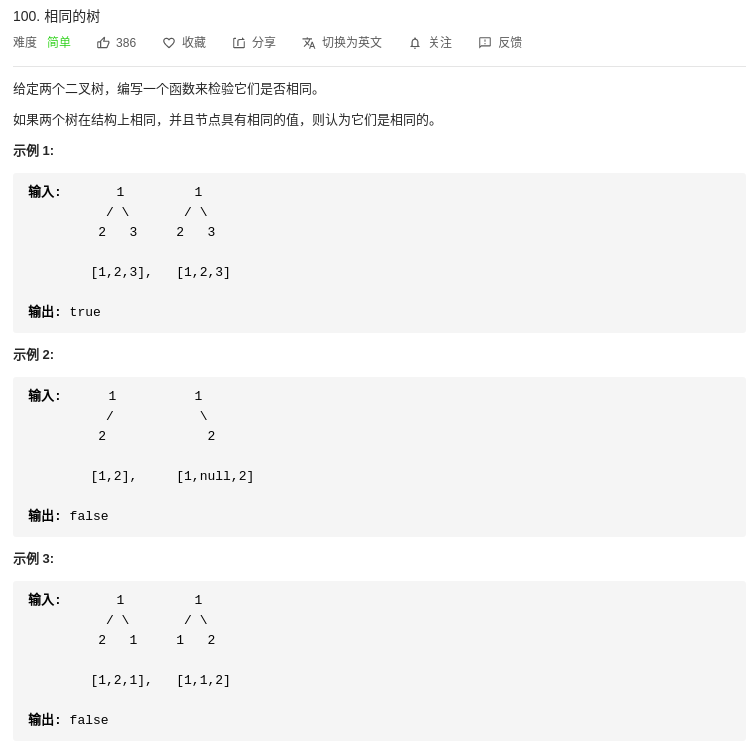 100. 相同的树
难度 简单 386 收藏 分享 切换为英文 关注 反馈
给定两个二叉树，编写一个函数来检验它们是否相同。
如果两个树在结构上相同，并且节点具有相同的值，则认为它们是相同的。
示例 1:
输入:       1         1
          / \       / \
         2   3     2   3
        [1,2,3],   [1,2,3]
输出: true
示例 2:
输入:      1          1
          /           \
         2             2
        [1,2],     [1,null,2]
输出: false
示例 3:
输入:       1         1
          / \       / \
         2   1     1   2
        [1,2,1],   [1,1,2]
输出: false